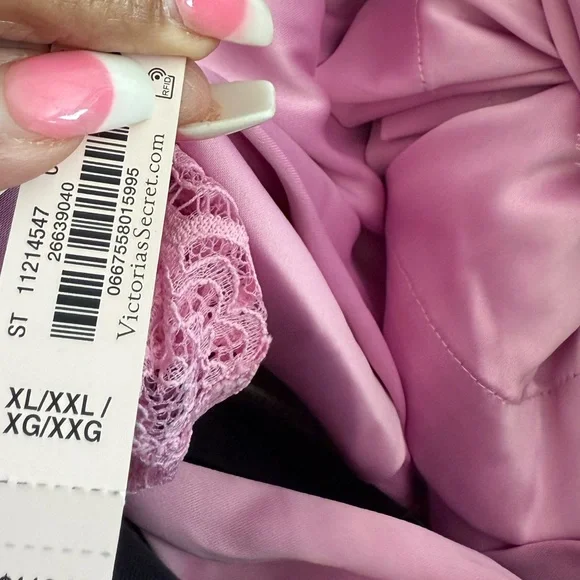 RFID
ST 11214547
26639040
0667558015995
VictoriasSecret.com
XL/XXL /
XG/XXG